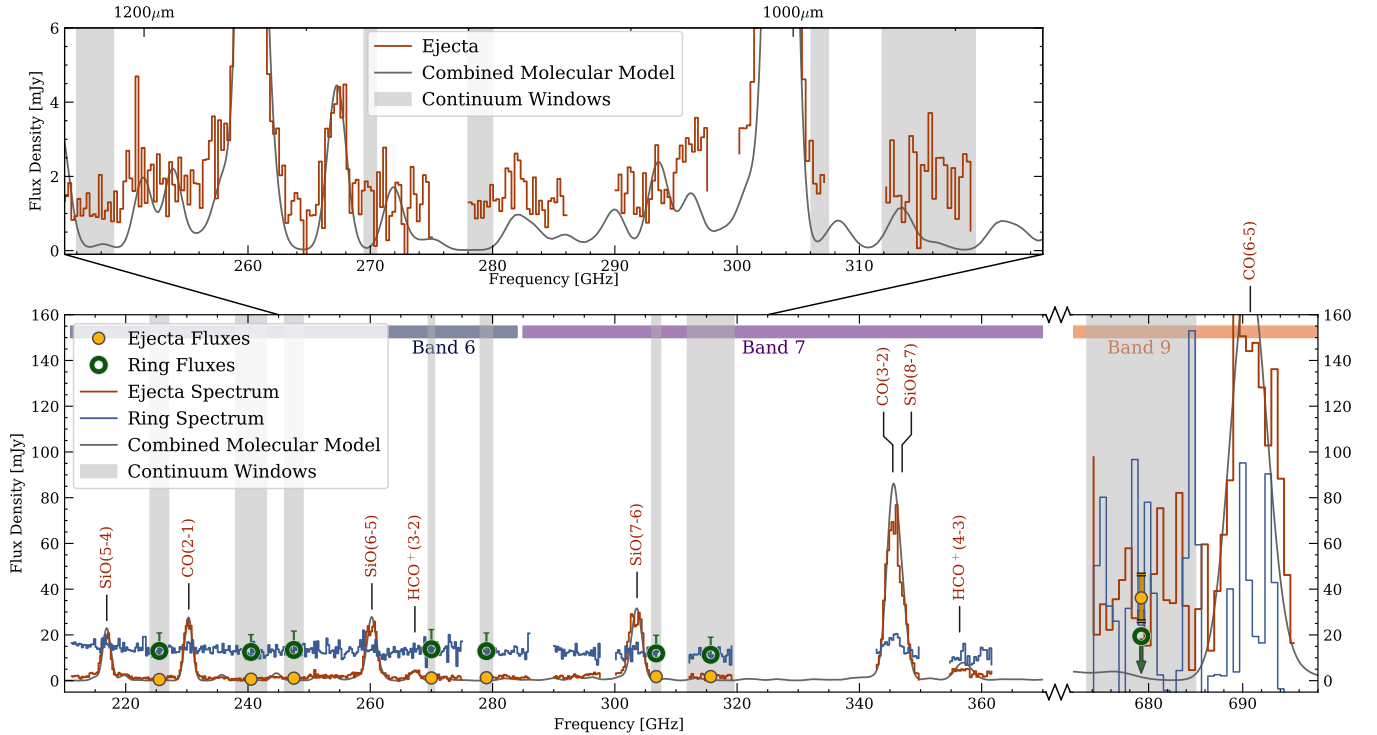 1200μm
1000μm
6
4
2
0
Flux Density [mJy]
Ejecta
Combined Molecular Model
Continuum Windows
260
270
280
290
300
310
Frequency [GHz]
CO(6-5)
160
140
120
100
80
60
40
20
0
Flux Density [mJy]
Ejecta Fluxes
Ring Fluxes
Ejecta Spectrum
Ring Spectrum
Combined Molecular Model
Continuum Windows
Band 6
Band 7
Band 9
SiO(5-4)
CO(2-1)
SiO(6-5)
HCO⁺(3-2)
SiO(7-6)
CO(3-2)
SiO(8-7)
HCO⁺(4-3)
160
140
120
100
80
60
40
20
0
220
240
260
280
300
320
340
360
680
690
Frequency [GHz]